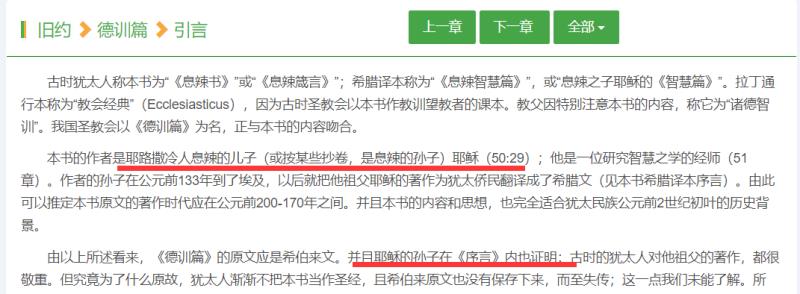 旧约 德训篇 引言 上一章 下一章 全部
古时犹太人称本书为“《息辣书》”或“《息辣箴言》”；希腊译本称为“《息辣智慧篇》”，或“息辣之子耶稣的《智慧篇》”。拉丁通
行本称为“教会经典”（Ecclesiasticus），因为古时圣教会以本书作教训望教者的课本。教父因特别注意本书的内容，称它为“诸德智
训”。我国圣教会以《德训篇》为名，正与本书的内容吻合。
本书的作者是耶路撒冷人息辣的儿子（或按某些抄卷，是息辣的孙子）耶稣（50:29）；他是一位研究智慧之学的经师（51
章）。作者的孙子在公元前133年到了埃及，以后就把他祖父耶稣的著作为犹太侨民翻译成了希腊文（见本书希腊译本序言）。由此
可以推定本书原文的著作时代应在公元前200-170年之间。并且本书的内容和思想，也完全适合犹太民族公元前2世纪初叶的历史背
景。
由以上所述看来，《德训篇》的原文应是希伯来文。并且耶稣的孙子在《序言》内也证明：古时的犹太人对他祖父的著作，都很
敬重。但究竟为了什么原故，犹太人渐渐不把本书当作圣经，且希伯来原文也没有保存下来，而至失传；这一点我们未能了解。所